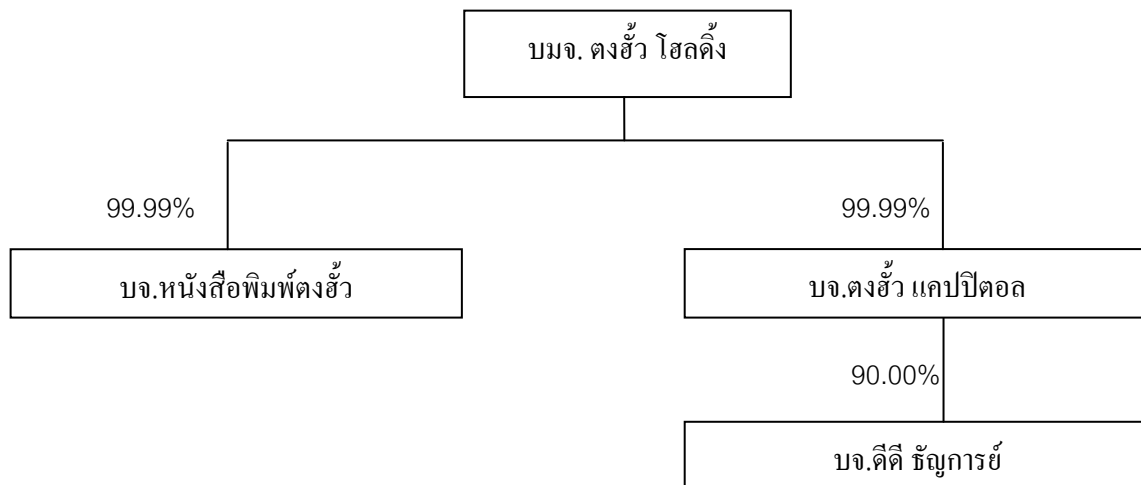 บมจ. ตงฮั้ว โฮลดิ้ง
99.99%
99.99%
บจ.หนังสือพิมพ์ตงฮั้ว
บจ.ตงฮั้ว แคปปิตอล
90.00%
บจ.ดีดี ธัญการย์